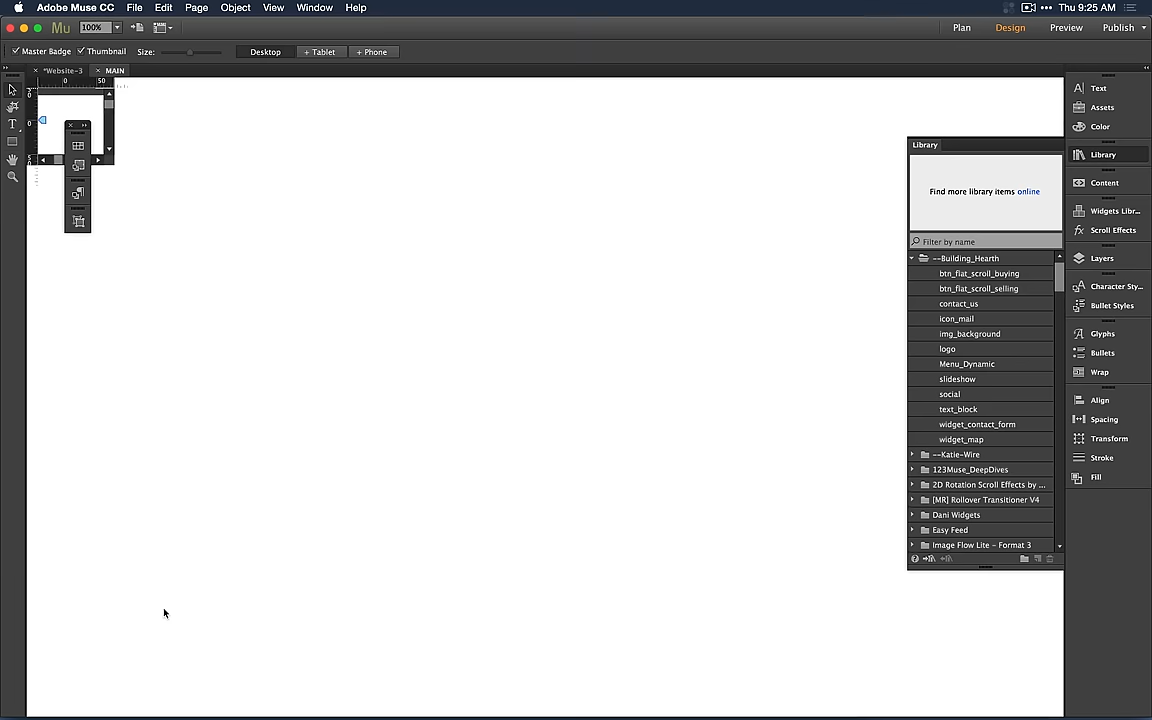 Adobe Muse CC File Edit Page Object View Window Help Thu 9:25 AM
Mu 100% Plan Design Preview Publish
Master Badge Thumbnail Size: Desktop + Tablet + Phone
*Website-3 MAIN
0 50
0
Text
Assets
Color
Library
Content
Widgets Libr...
Scroll Effects
Layers
Character Sty...
Bullet Styles
Glyphs
Bullets
Wrap
Align
Spacing
Transform
Stroke
Fill
Library
Find more library items online
Filter by name
--Building_Hearth
btn_flat_scroll_buying
btn_flat_scroll_selling
contact_us
icon_mail
img_background
logo
Menu_Dynamic
slideshow
social
text_block
widget_contact_form
widget_map
--Katie-Wire
123Muse_DeepDives
2D Rotation Scroll Effects by ...
[MR] Rollover Transitioner V4
Dani Widgets
Easy Feed
Image Flow Lite - Format 3